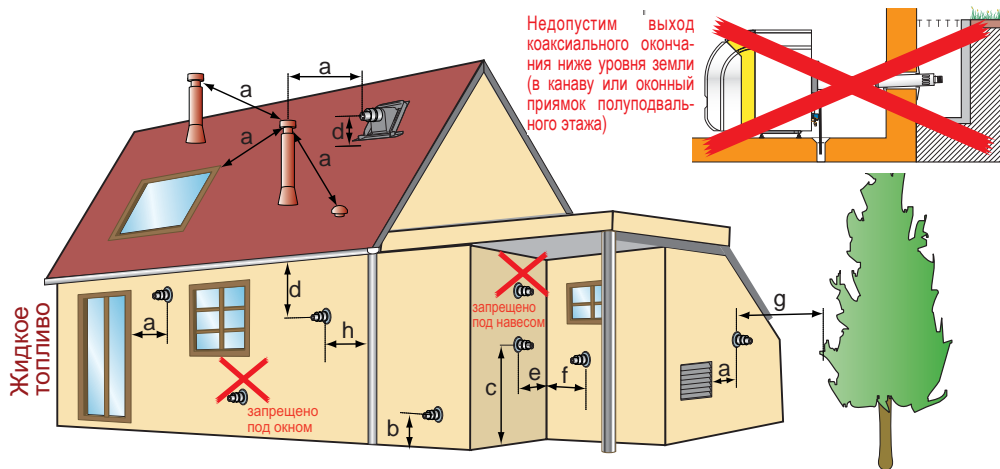 Недопустим выход
коаксиального оконча-
ния ниже уровня земли
(в канаву или оконный
приямок полуподваль-
ного этажа)
a
a
d
a
a
Жидкое
топливо
a
d
h
запрещено
под навесом
g
c
e
f
a
запрещено
под окном
b